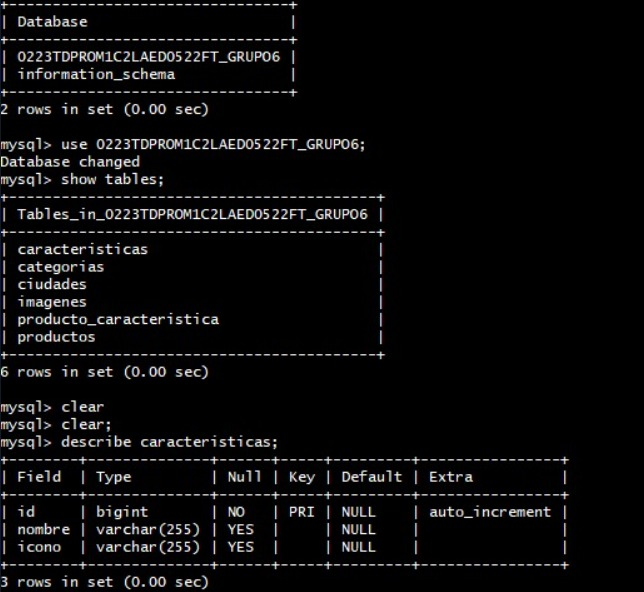 +---------------------------------+
| Database                        |
+---------------------------------+
| 0223TDPROM1C2LAED0522FT_GRUPO6 |
| information_schema              |
+---------------------------------+
2 rows in set (0.00 sec)
mysql> use 0223TDPROM1C2LAED0522FT_GRUPO6;
Database changed
mysql> show tables;
+-------------------------------------------+
| Tables_in_0223TDPROM1C2LAED0522FT_GRUPO6 |
+-------------------------------------------+
| caracteristicas                           |
| categorias                                |
| ciudades                                  |
| imagenes                                  |
| producto_caracteristica                   |
| productos                                 |
+-------------------------------------------+
6 rows in set (0.00 sec)
mysql> clear
mysql> clear;
mysql> describe caracteristicas;
+--------+--------------+------+-----+---------+----------------+
| Field  | Type         | Null | Key | Default | Extra          |
+--------+--------------+------+-----+---------+----------------+
| id     | bigint       | NO   | PRI | NULL    | auto_increment |
| nombre | varchar(255) | YES  |     | NULL    |                |
| icono  | varchar(255) | YES  |     | NULL    |                |
+--------+--------------+------+-----+---------+----------------+
3 rows in set (0.00 sec)